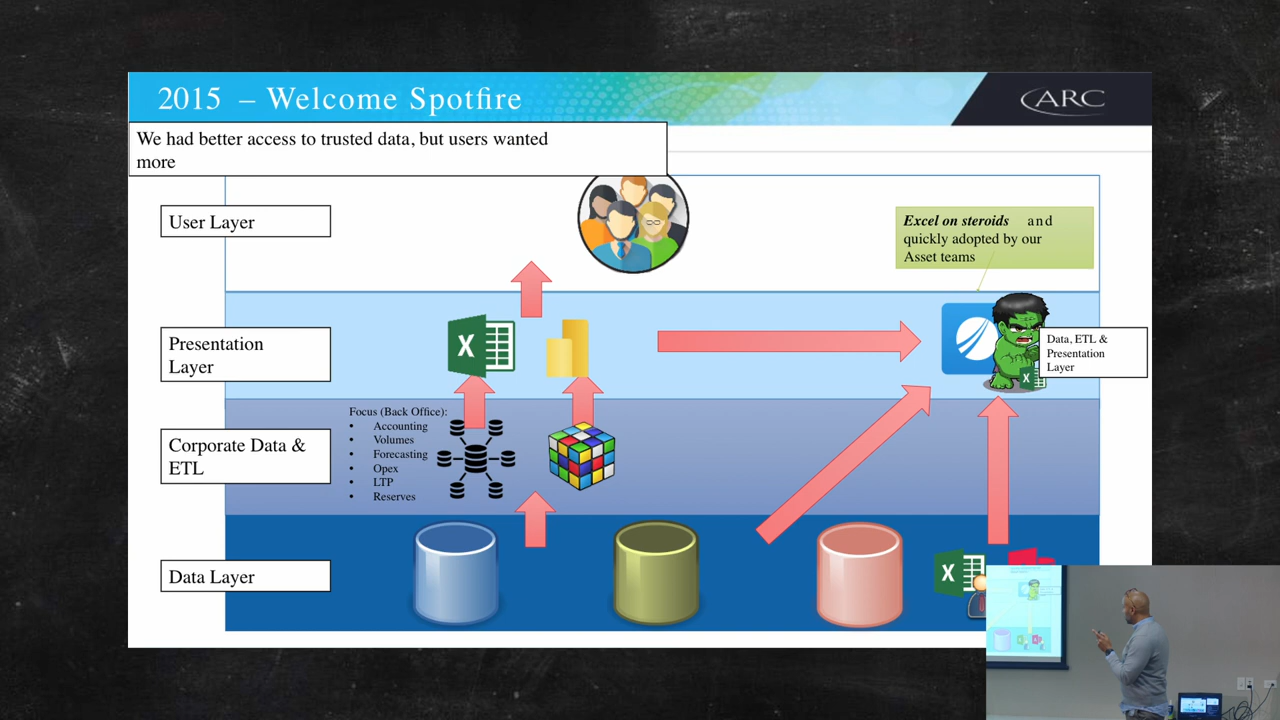 2015 – Welcome Spotfire
ARC
We had better access to trusted data, but users wanted
more
User Layer
Excel on steroids and
quickly adopted by our
Asset teams
Presentation
Layer
X
Data, ETL &
Presentation
Layer
X
Focus (Back Office):
• Accounting
• Volumes
• Forecasting
• Opex
• LTP
• Reserves
Corporate Data &
ETL
Data Layer
X